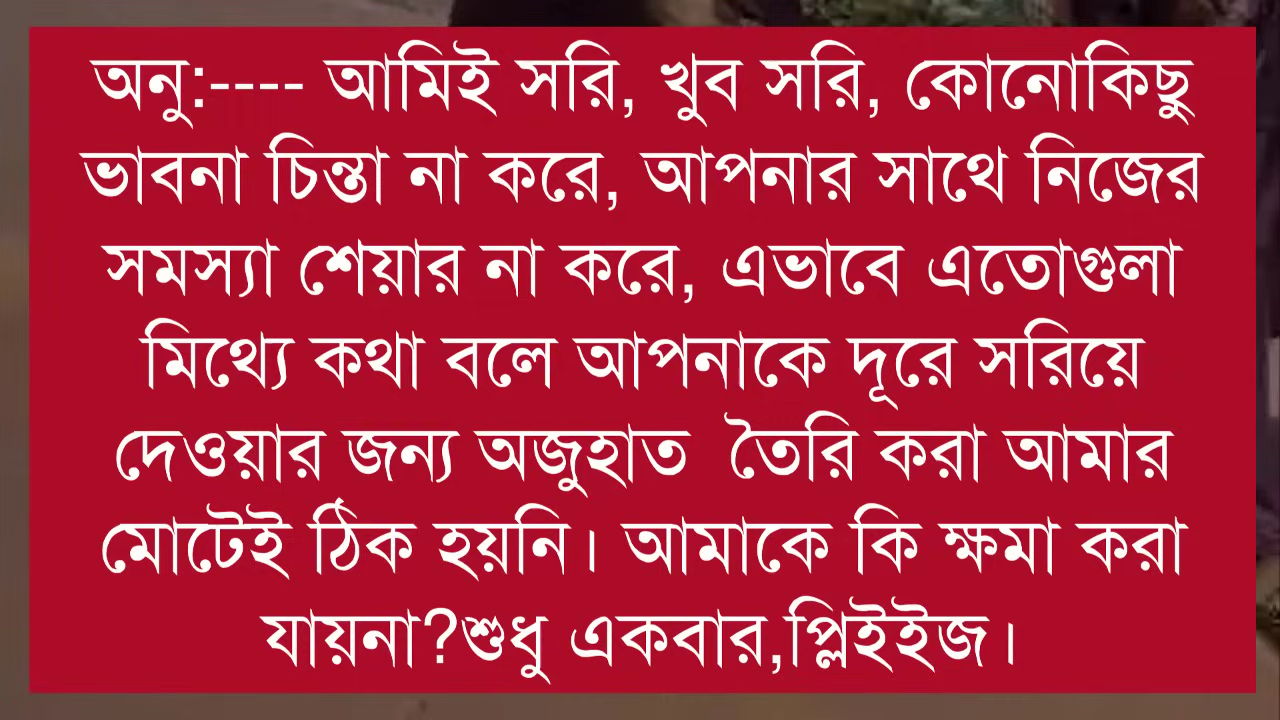 অনু:---- আমিই সরি, খুব সরি, কোনোকিছু
ভাবনা চিন্তা না করে, আপনার সাথে নিজের
সমস্যা শেয়ার না করে, এভাবে এতোগুলা
মিথ্যে কথা বলে আপনাকে দূরে সরিয়ে
দেওয়ার জন্য অজুহাত  তৈরি করা আমার
মোটেই ঠিক হয়নি। আমাকে কি ক্ষমা করা
যায়না?শুধু একবার,প্লিইইজ।